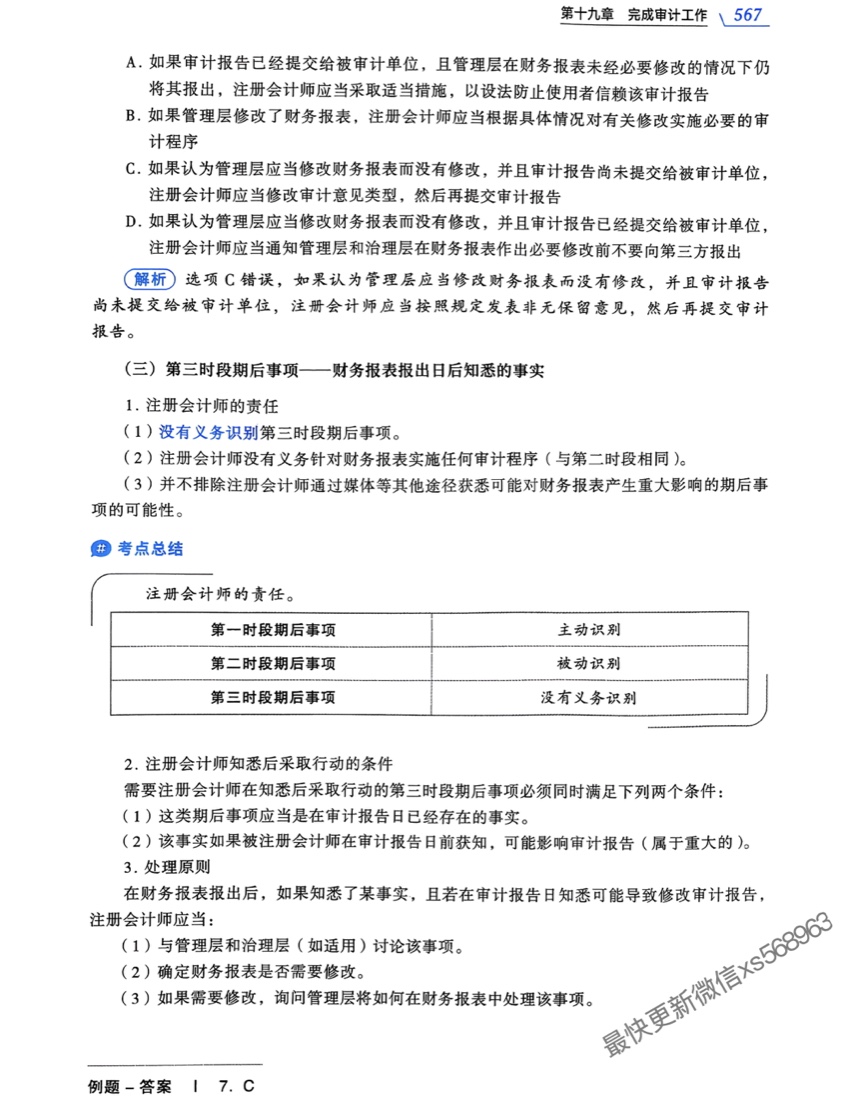 第十九章 完成审计工作 567
A. 如果审计报告已经提交给被审计单位，且管理层在财务报表未经必要修改的情况下仍
将其报出，注册会计师应当采取适当措施，以设法防止使用者信赖该审计报告
B. 如果管理层修改了财务报表，注册会计师应当根据具体情况对有关修改实施必要的审
计程序
C. 如果认为管理层应当修改财务报表而没有修改，并且审计报告尚未提交给被审计单位，
注册会计师应当修改审计意见类型，然后再提交审计报告
D. 如果认为管理层应当修改财务报表而没有修改，并且审计报告已经提交给被审计单位，
注册会计师应当通知管理层和治理层在财务报表作出必要修改前不要向第三方报出
解析 选项 C 错误，如果认为管理层应当修改财务报表而没有修改，并且审计报告
尚未提交给被审计单位，注册会计师应当按照规定发表非无保留意见，然后再提交审计
报告。
（三）第三时段期后事项——财务报表报出日后知悉的事实
1. 注册会计师的责任
（1）没有义务识别第三时段期后事项。
（2）注册会计师没有义务针对财务报表实施任何审计程序（与第二时段相同）。
（3）并不排除注册会计师通过媒体等其他途径获悉可能对财务报表产生重大影响的期后事
项的可能性。
# 考点总结
注册会计师的责任。
第一时段期后事项 主动识别
第二时段期后事项 被动识别
第三时段期后事项 没有义务识别
2. 注册会计师知悉后采取行动的条件
需要注册会计师在知悉后采取行动的第三时段期后事项必须同时满足下列两个条件：
（1）这类期后事项应当是在审计报告日已经存在的事实。
（2）该事实如果被注册会计师在审计报告日前获知，可能影响审计报告（属于重大的）。
3. 处理原则
在财务报表报出后，如果知悉了某事实，且若在审计报告日知悉可能导致修改审计报告，
注册会计师应当：
（1）与管理层和治理层（如适用）讨论该事项。
（2）确定财务报表是否需要修改。
（3）如果需要修改，询问管理层将如何在财务报表中处理该事项。
最快更新微信xs568963
例题－答案 | 7. C